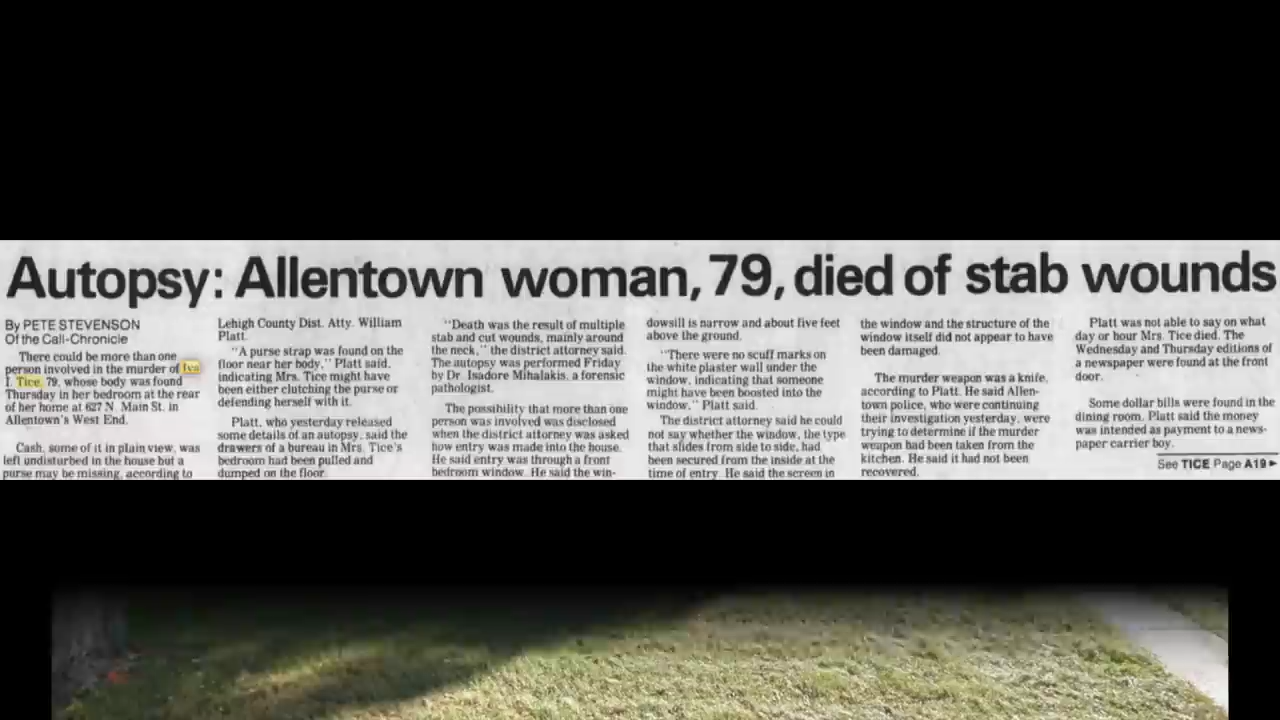 Autopsy: Allentown woman, 79, died of stab wounds
By PETE STEVENSON
Of the Call-Chronicle
There could be more than one
person involved in the murder of Iva
I. Tice, 79, whose body was found
Thursday in her bedroom at the rear
of her home at 627 N. Main St. in
Allentown's West End.
Cash, some of it in plain view, was
left undisturbed in the house but a
purse may be missing, according to
Lehigh County Dist. Atty. William
Platt.
"A purse strap was found on the
floor near her body," Platt said,
indicating Mrs. Tice might have
been either clutching the purse or
defending herself with it.
Platt, who yesterday released
some details of an autopsy, said the
drawers of a bureau in Mrs. Tice's
bedroom had been pulled and
dumped on the floor.
"Death was the result of multiple
stab and cut wounds, mainly around
the neck," the district attorney said.
The autopsy was performed Friday
by Dr. Isadore Mihalakis, a forensic
pathologist.
The possibility that more than one
person was involved was disclosed
when the district attorney was asked
how entry was made into the house.
He said entry was through a front
bedroom window. He said the win-
dowsill is narrow and about five feet
above the ground.
"There were no scuff marks on
the white plaster wall under the
window, indicating that someone
might have been boosted into the
window," Platt said.
The district attorney said he could
not say whether the window, the type
that slides from side to side, had
been secured from the inside at the
time of entry. He said the screen in
the window and the structure of the
window itself did not appear to have
been damaged.
The murder weapon was a knife,
according to Platt. He said Allen-
town police, who were continuing
their investigation yesterday, were
trying to determine if the murder
weapon had been taken from the
kitchen. He said it had not been
recovered.
Platt was not able to say on what
day or hour Mrs. Tice died. The
Wednesday and Thursday editions of
a newspaper were found at the front
door.
Some dollar bills were found in the
dining room. Platt said the money
was intended as payment to a news-
paper carrier boy.
See TICE Page A19►